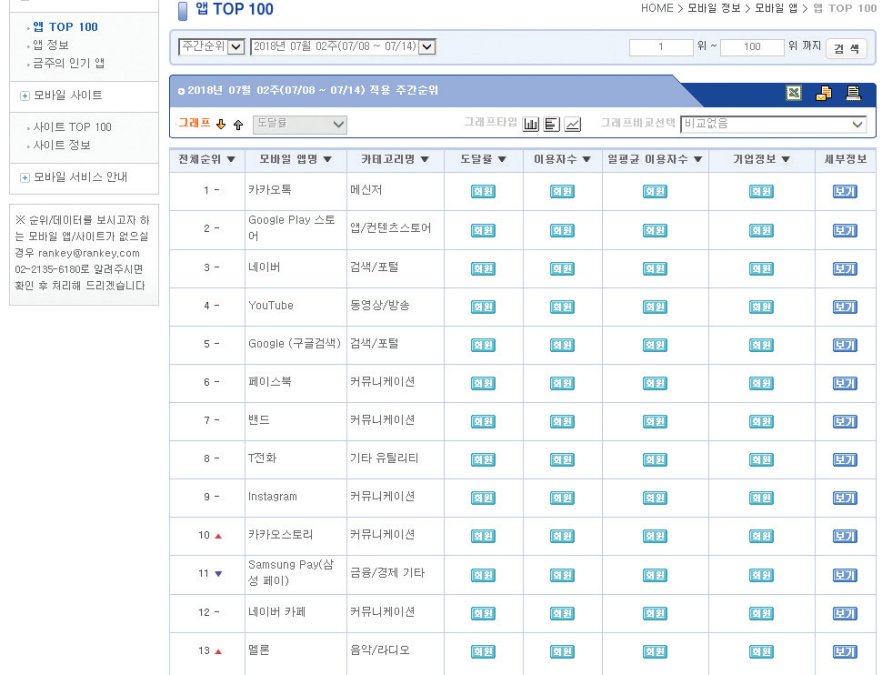 앱 TOP 100
HOME > 모바일 정보 > 모바일 앱 > 앱 TOP 100
앱 TOP 100
앱 정보
금주의 인기 앱
모바일 사이트
사이트 TOP 100
사이트 정보
모바일 서비스 안내
※ 순위/데이터를 보시고자 하
는 모바일 앱/사이트가 없으실
경우 rankey@rankey.com
02-2135-6180로 알려주시면
확인 후 처리해 드리겠습니다
주간순위 2018년 07월 02주(07/08 ~ 07/14) 1 위 ~ 100 위 까지 검 색
2018년 07월 02주(07/08 ~ 07/14) 적용 주간순위
그래프 도달률 그래프타입 그래프비교선택 비교없음
전체순위 ▼ 모바일 앱명 ▼ 카테고리명 ▼ 도달률 ▼ 이용자수 ▼ 일평균 이용자수 ▼ 기업정보 ▼ 세부정보
1 - 카카오톡 메신저 회원 회원 회원 회원 보기
2 - Google Play 스토
어 앱/컨텐츠스토어 회원 회원 회원 회원 보기
3 - 네이버 검색/포털 회원 회원 회원 회원 보기
4 - YouTube 동영상/방송 회원 회원 회원 회원 보기
5 - Google (구글검색) 검색/포털 회원 회원 회원 회원 보기
6 - 페이스북 커뮤니케이션 회원 회원 회원 회원 보기
7 - 밴드 커뮤니케이션 회원 회원 회원 회원 보기
8 - T전화 기타 유틸리티 회원 회원 회원 회원 보기
9 - Instagram 커뮤니케이션 회원 회원 회원 회원 보기
10 ▲ 카카오스토리 커뮤니케이션 회원 회원 회원 회원 보기
11 ▼ Samsung Pay(삼
성 페이) 금융/경제 기타 회원 회원 회원 회원 보기
12 - 네이버 카페 커뮤니케이션 회원 회원 회원 회원 보기
13 ▲ 멜론 음악/라디오 회원 회원 회원 회원 보기